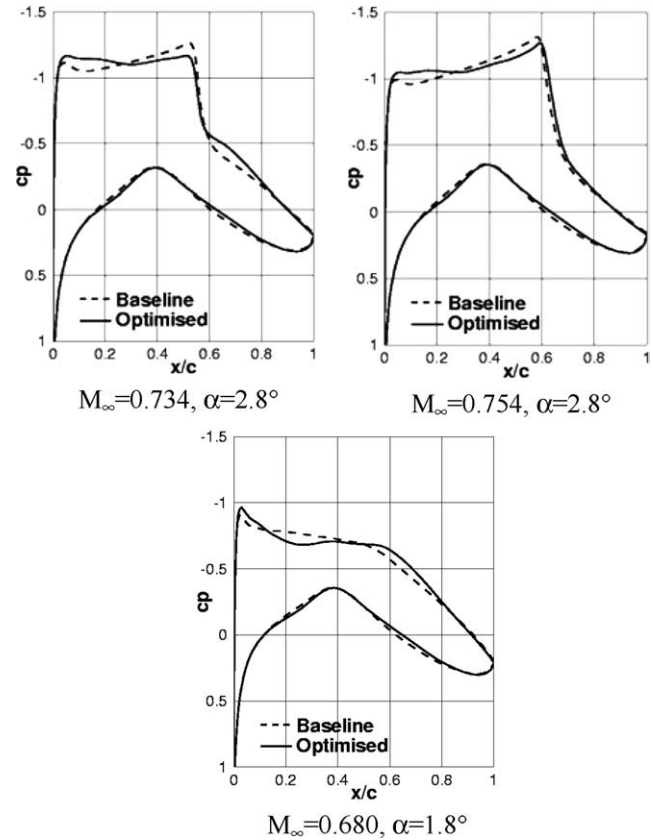 -1.5
-1
-0.5
0
0.5
1
cp
Baseline
Optimised
0 0.2 0.4 0.6 0.8 1
x/c
M∞=0.734, α=2.8°
-1.5
-1
-0.5
0
0.5
1
cp
Baseline
Optimised
0 0.2 0.4 0.6 0.8 1
x/c
M∞=0.754, α=2.8°
-1.5
-1
-0.5
0
0.5
1
cp
Baseline
Optimised
0 0.2 0.4 0.6 0.8 1
x/c
M∞=0.680, α=1.8°